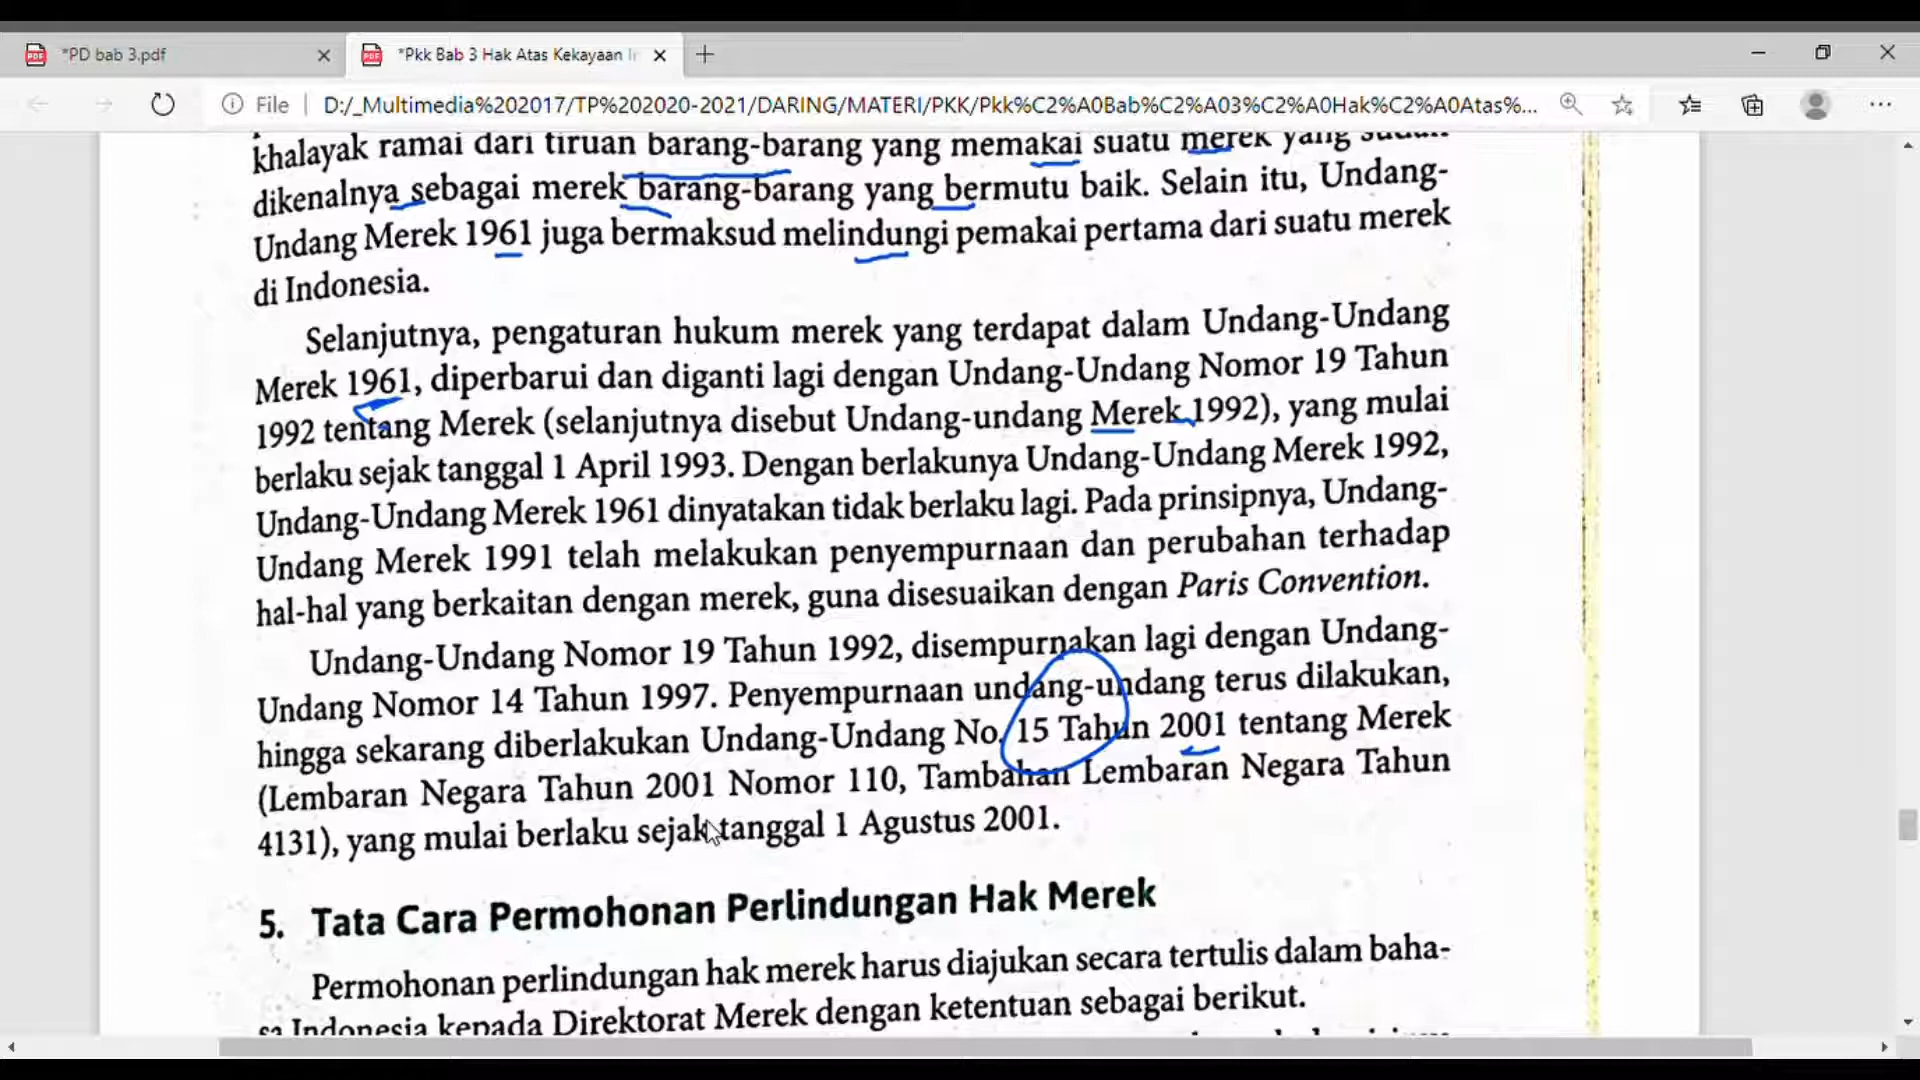 *PD bab 3.pdf
*Pkk Bab 3 Hak Atas Kekayaan In
File
D:/_Multimedia%202017/TP%202020-2021/DARING/MATERI/PKK/Pkk%C2%A0Bab%C2%A03%C2%A0Hak%C2%A0Atas%...
khalayak ramai dari tiruan barang-barang yang memakai suatu merek yang sudah
dikenalnya sebagai merek barang-barang yang bermutu baik. Selain itu, Undang-
Undang Merek 1961 juga bermaksud melindungi pemakai pertama dari suatu merek
di Indonesia.
Selanjutnya, pengaturan hukum merek yang terdapat dalam Undang-Undang
Merek 1961, diperbarui dan diganti lagi dengan Undang-Undang Nomor 19 Tahun
1992 tentang Merek (selanjutnya disebut Undang-undang Merek 1992), yang mulai
berlaku sejak tanggal 1 April 1993. Dengan berlakunya Undang-Undang Merek 1992,
Undang-Undang Merek 1961 dinyatakan tidak berlaku lagi. Pada prinsipnya, Undang-
Undang Merek 1991 telah melakukan penyempurnaan dan perubahan terhadap
hal-hal yang berkaitan dengan merek, guna disesuaikan dengan Paris Convention.
Undang-Undang Nomor 19 Tahun 1992, disempurnakan lagi dengan Undang-
Undang Nomor 14 Tahun 1997. Penyempurnaan undang-undang terus dilakukan,
hingga sekarang diberlakukan Undang-Undang No. 15 Tahun 2001 tentang Merek
(Lembaran Negara Tahun 2001 Nomor 110, Tambahan Lembaran Negara Tahun
4131), yang mulai berlaku sejak tanggal 1 Agustus 2001.
5. Tata Cara Permohonan Perlindungan Hak Merek
Permohonan perlindungan hak merek harus diajukan secara tertulis dalam baha-
sa Indonesia kepada Direktorat Merek dengan ketentuan sebagai berikut.